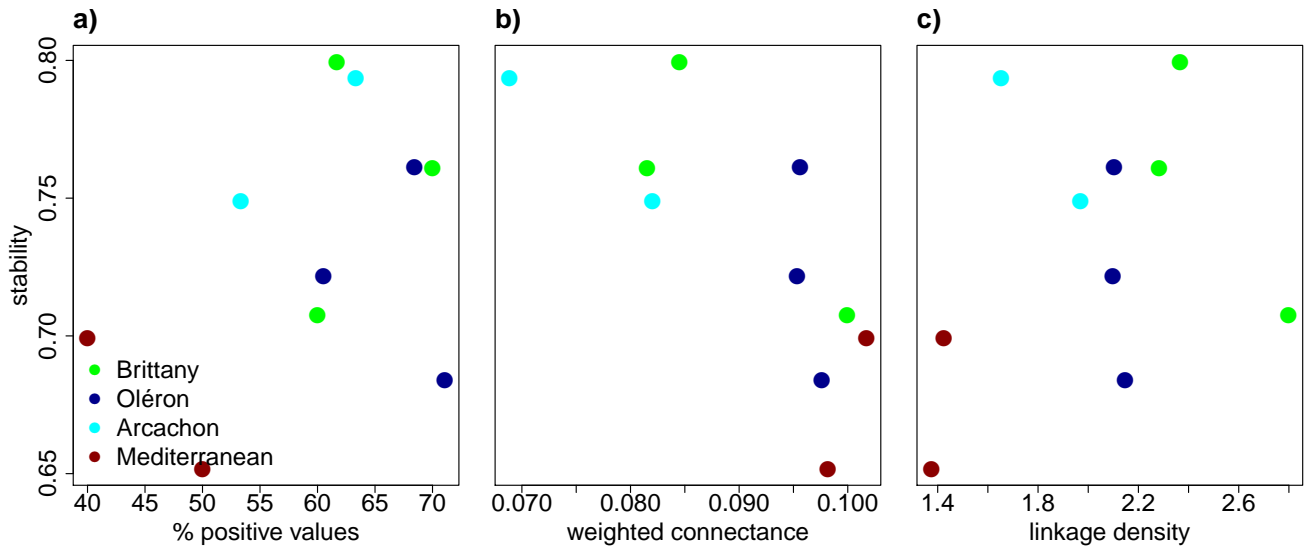 a)
b)
c)
stability
0.80
0.75
0.70
0.65
Brittany
Oléron
Arcachon
Mediterranean
40 45 50 55 60 65 70
% positive values
0.070 0.080 0.090 0.100
weighted connectance
1.4 1.8 2.2 2.6
linkage density